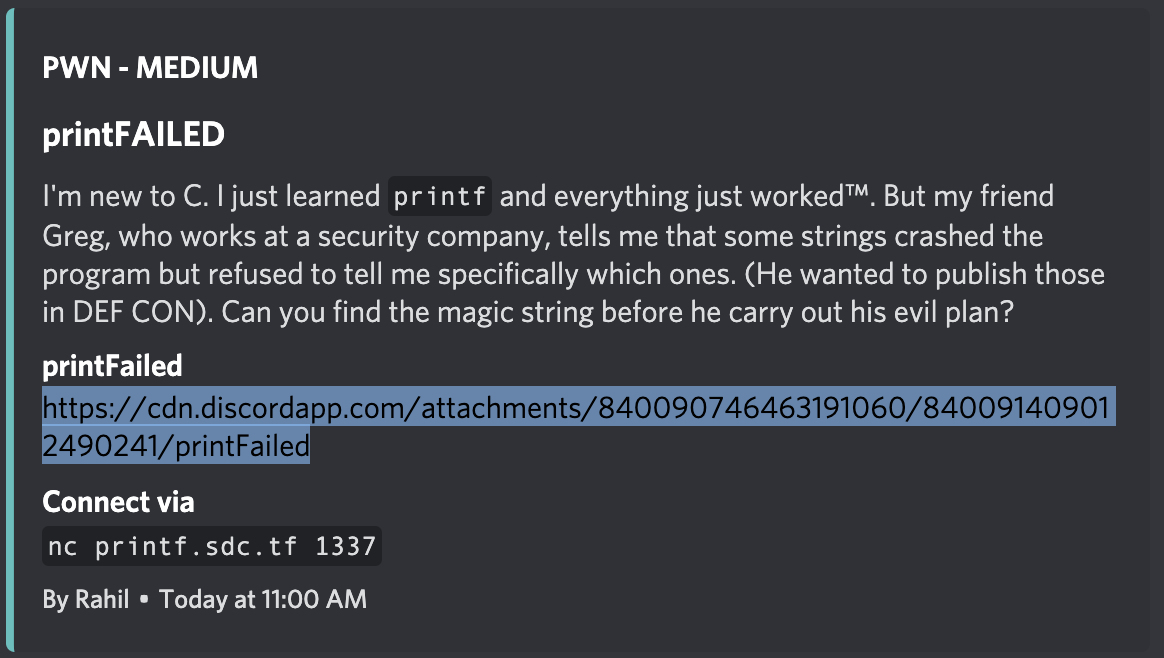 PWN - MEDIUM
printFAILED
I'm new to C. I just learned printf and everything just worked™. But my friend
Greg, who works at a security company, tells me that some strings crashed the
program but refused to tell me specifically which ones. (He wanted to publish those
in DEF CON). Can you find the magic string before he carry out his evil plan?
printFailed
https://cdn.discordapp.com/attachments/840090746463191060/84009140901
2490241/printFailed
Connect via
nc printf.sdc.tf 1337
By Rahil • Today at 11:00 AM